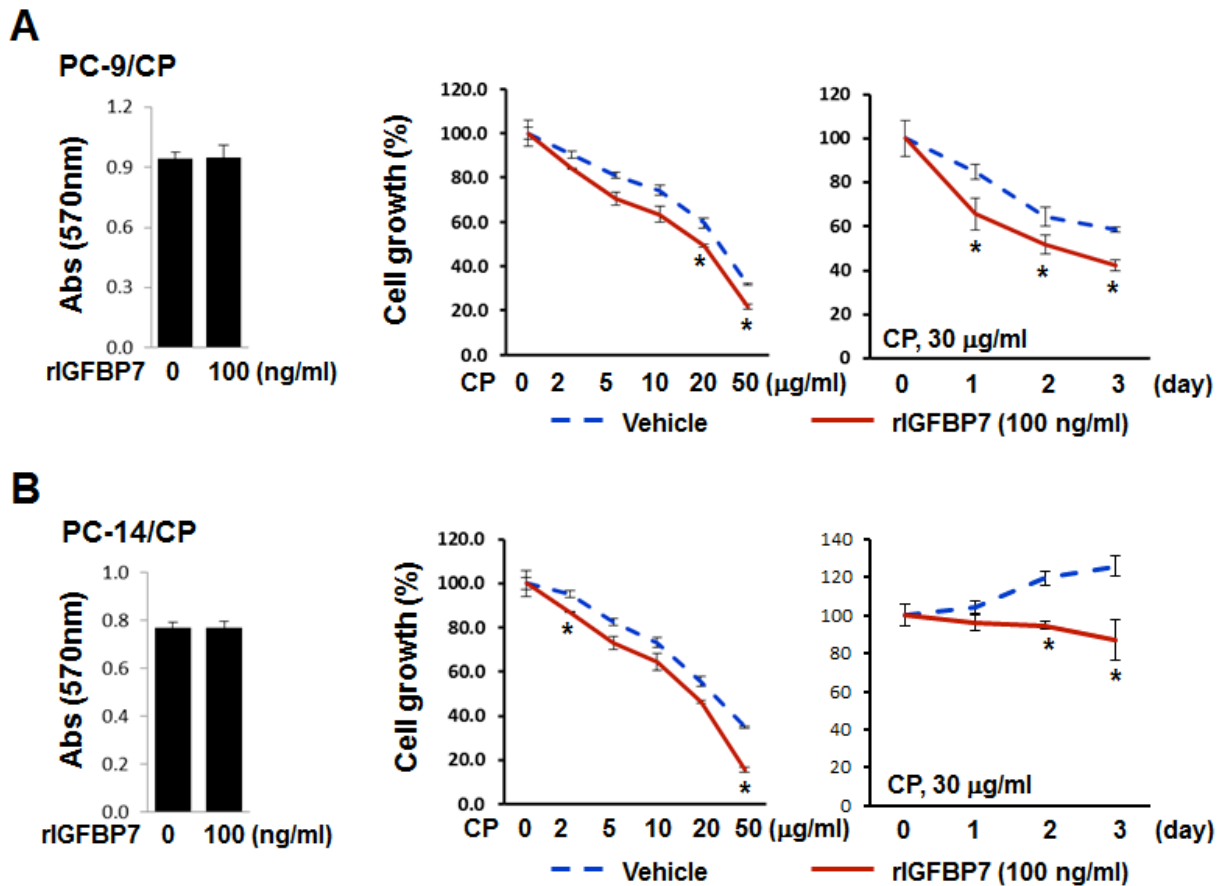 A
PC-9/CP
Abs (570nm)
1.2
0.9
0.6
0.3
0.0
rIGFBP7 0 100 (ng/ml)
Cell growth (%)
120.0
100.0
80.0
60.0
40.0
20.0
0.0
*
*
CP 0 2 5 10 20 50 (μg/ml)
120
100
80
60
40
20
0
*
*
*
CP, 30 μg/ml
0 1 2 3 (day)
Vehicle rIGFBP7 (100 ng/ml)
B
PC-14/CP
Abs (570nm)
1.0
0.8
0.6
0.4
0.2
0.0
rIGFBP7 0 100 (ng/ml)
Cell growth (%)
120.0
100.0
80.0
60.0
40.0
20.0
0.0
*
*
CP 0 2 5 10 20 50 (μg/ml)
140
120
100
80
60
40
20
0
*
*
CP, 30 μg/ml
0 1 2 3 (day)
Vehicle rIGFBP7 (100 ng/ml)